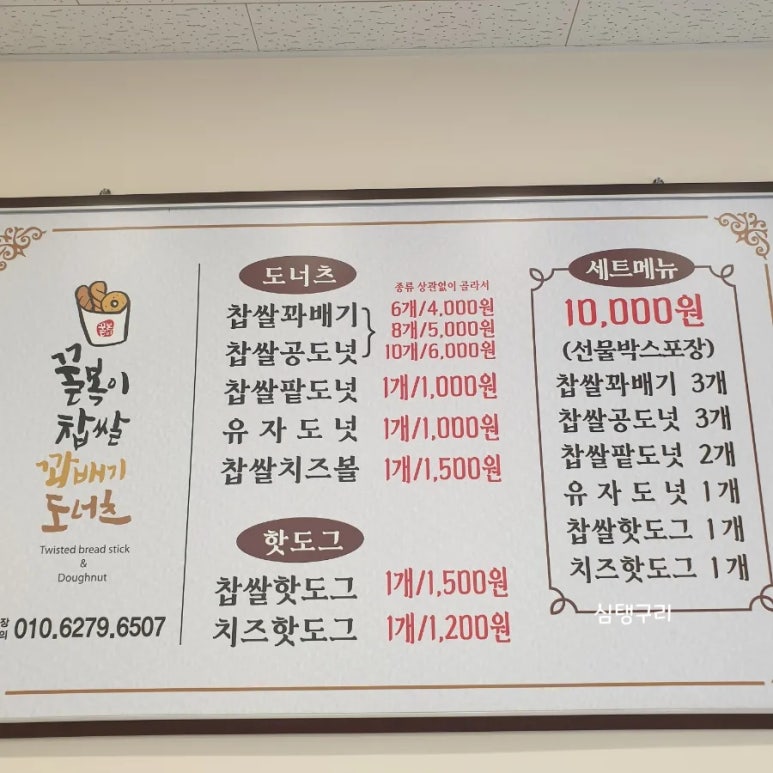 꿀복이
찹쌀
꽈배기
도너츠
Twisted bread stick
&
Doughnut
010.6279.6507
도너츠
종류 상관없이 골라서
찹쌀꽈배기
찹쌀공도넛
6개/4,000원
8개/5,000원
10개/6,000원
찹쌀팥도넛 1개/1,000원
유자도넛 1개/1,000원
찹쌀치즈볼 1개/1,500원
핫도그
찹쌀핫도그 1개/1,500원
치즈핫도그 1개/1,200원
세트메뉴
10,000원
(선물박스포장)
찹쌀꽈배기 3개
찹쌀공도넛 3개
찹쌀팥도넛 2개
유자도넛 1개
찹쌀핫도그 1개
치즈핫도그 1개
심탱구리